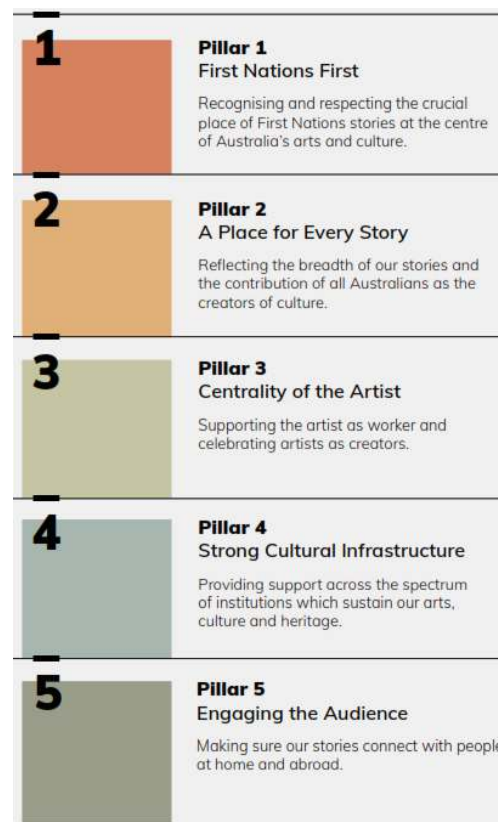 1
Pillar 1
First Nations First
Recognising and respecting the crucial
place of First Nations stories at the centre
of Australia's arts and culture.
2
Pillar 2
A Place for Every Story
Reflecting the breadth of our stories and
the contribution of all Australians as the
creators of culture.
3
Pillar 3
Centrality of the Artist
Supporting the artist as worker and
celebrating artists as creators.
4
Pillar 4
Strong Cultural Infrastructure
Providing support across the spectrum
of institutions which sustain our arts,
culture and heritage.
5
Pillar 5
Engaging the Audience
Making sure our stories connect with people
at home and abroad.